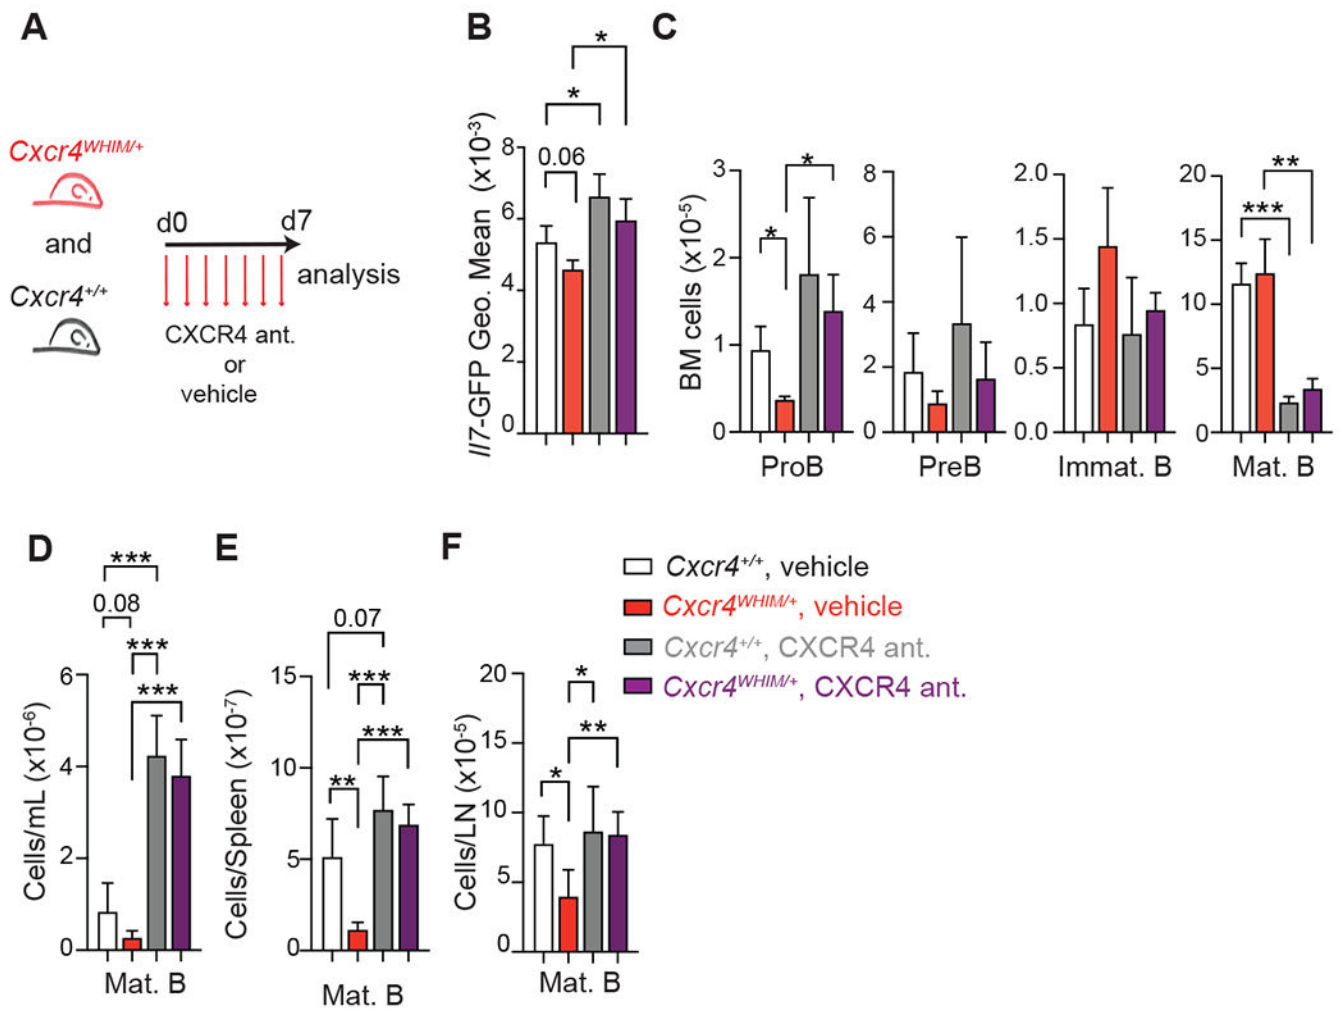 A
Cxcr4WHIM/+
and
Cxcr4+/+
d0 d7
analysis
CXCR4 ant.
or
vehicle
B
*
*
0.06
Il7-GFP Geo. Mean (x10-3)
8
6
4
2
0
C
BM cells (x10-5)
3
2
1
0
*
*
ProB
8
6
4
2
0
PreB
2.0
1.5
1.0
0.5
0.0
Immat. B
20
15
10
5
0
**
***
Mat. B
D
***
0.08
***
***
Cells/mL (x10-6)
6
4
2
0
Mat. B
E
0.07
***
***
**
Cells/Spleen (x10-7)
15
10
5
0
Mat. B
F
*
**
*
Cells/LN (x10-5)
20
15
10
5
0
Mat. B
Cxcr4+/+, vehicle
Cxcr4WHIM/+, vehicle
Cxcr4+/+, CXCR4 ant.
Cxcr4WHIM/+, CXCR4 ant.